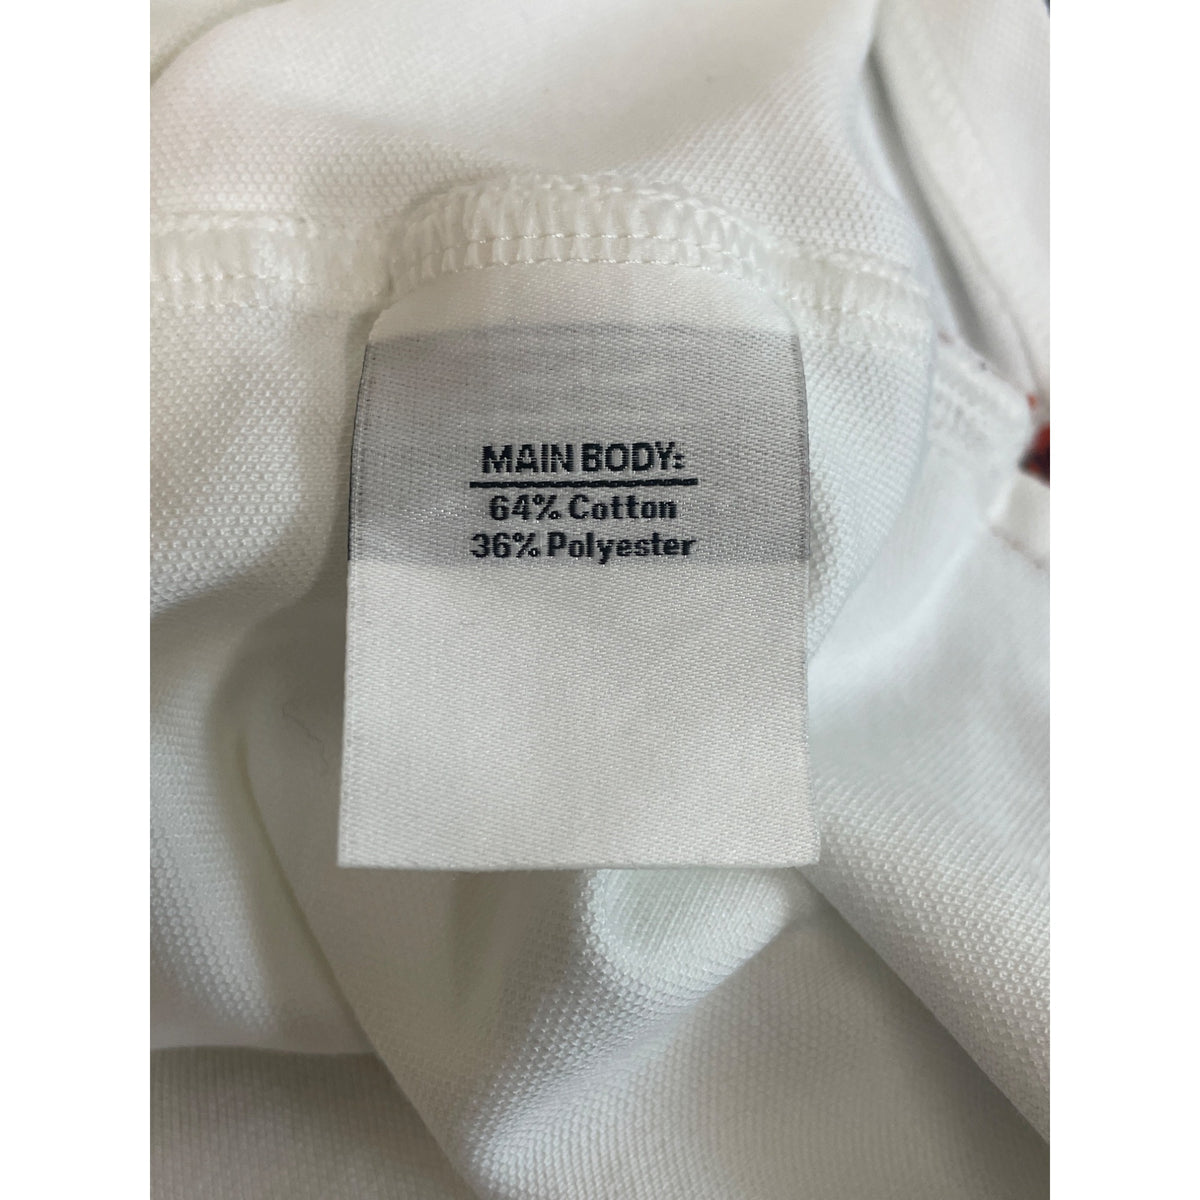 MAIN BODY:
64% Cotton
36% Polyester